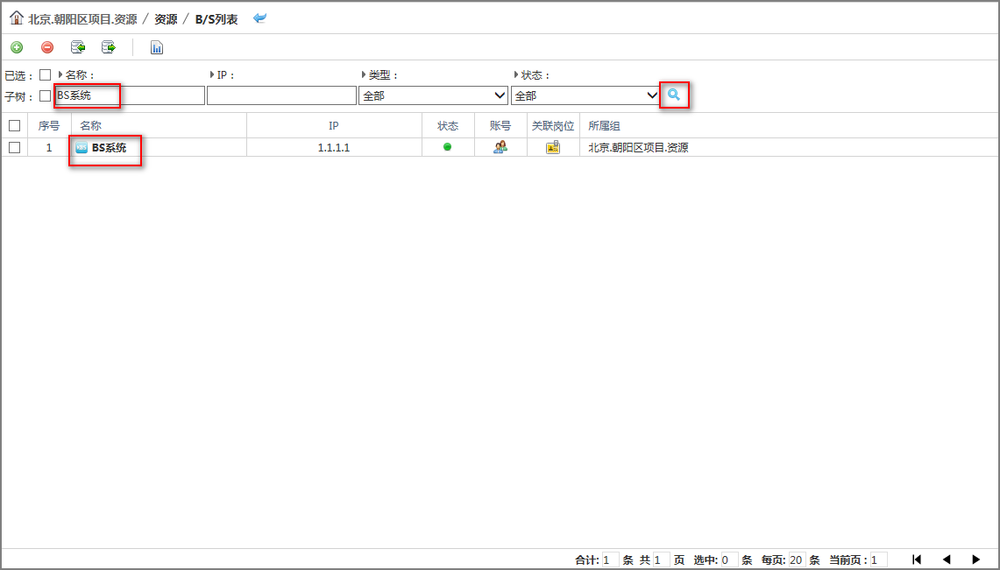 北京.朝阳区项目.资源 / 资源 / B/S列表
已选： 名称： IP： 类型： 状态：
子树： BS系统 全部 全部
序号 名称 IP 状态 账号 关联岗位 所属组
1 BS系统 1.1.1.1 北京.朝阳区项目.资源
合计: 1 条 共 1 页 选中: 0 条 每页: 20 条 当前页: 1